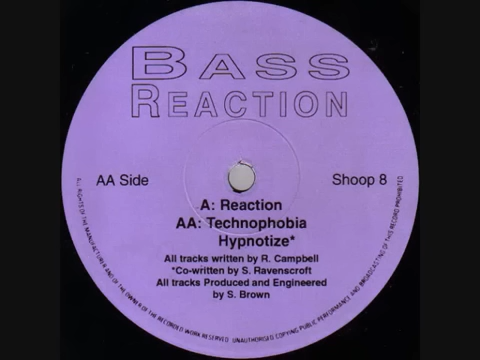 BASS
REACTION
AA Side
Shoop 8
A: Reaction
AA: Technophobia
Hypnotize*
All tracks written by R. Campbell
*Co-written by S. Ravenscroft
All tracks Produced and Engineered
by S. Brown
ALL RIGHTS OF THE MANUFACTURER AND OF THE OWNER OF THE RECORDED WORK RESERVED UNAUTHORISED COPYING PUBLIC PERFORMANCE AND BROADCASTING OF THIS RECORD PROHIBITED